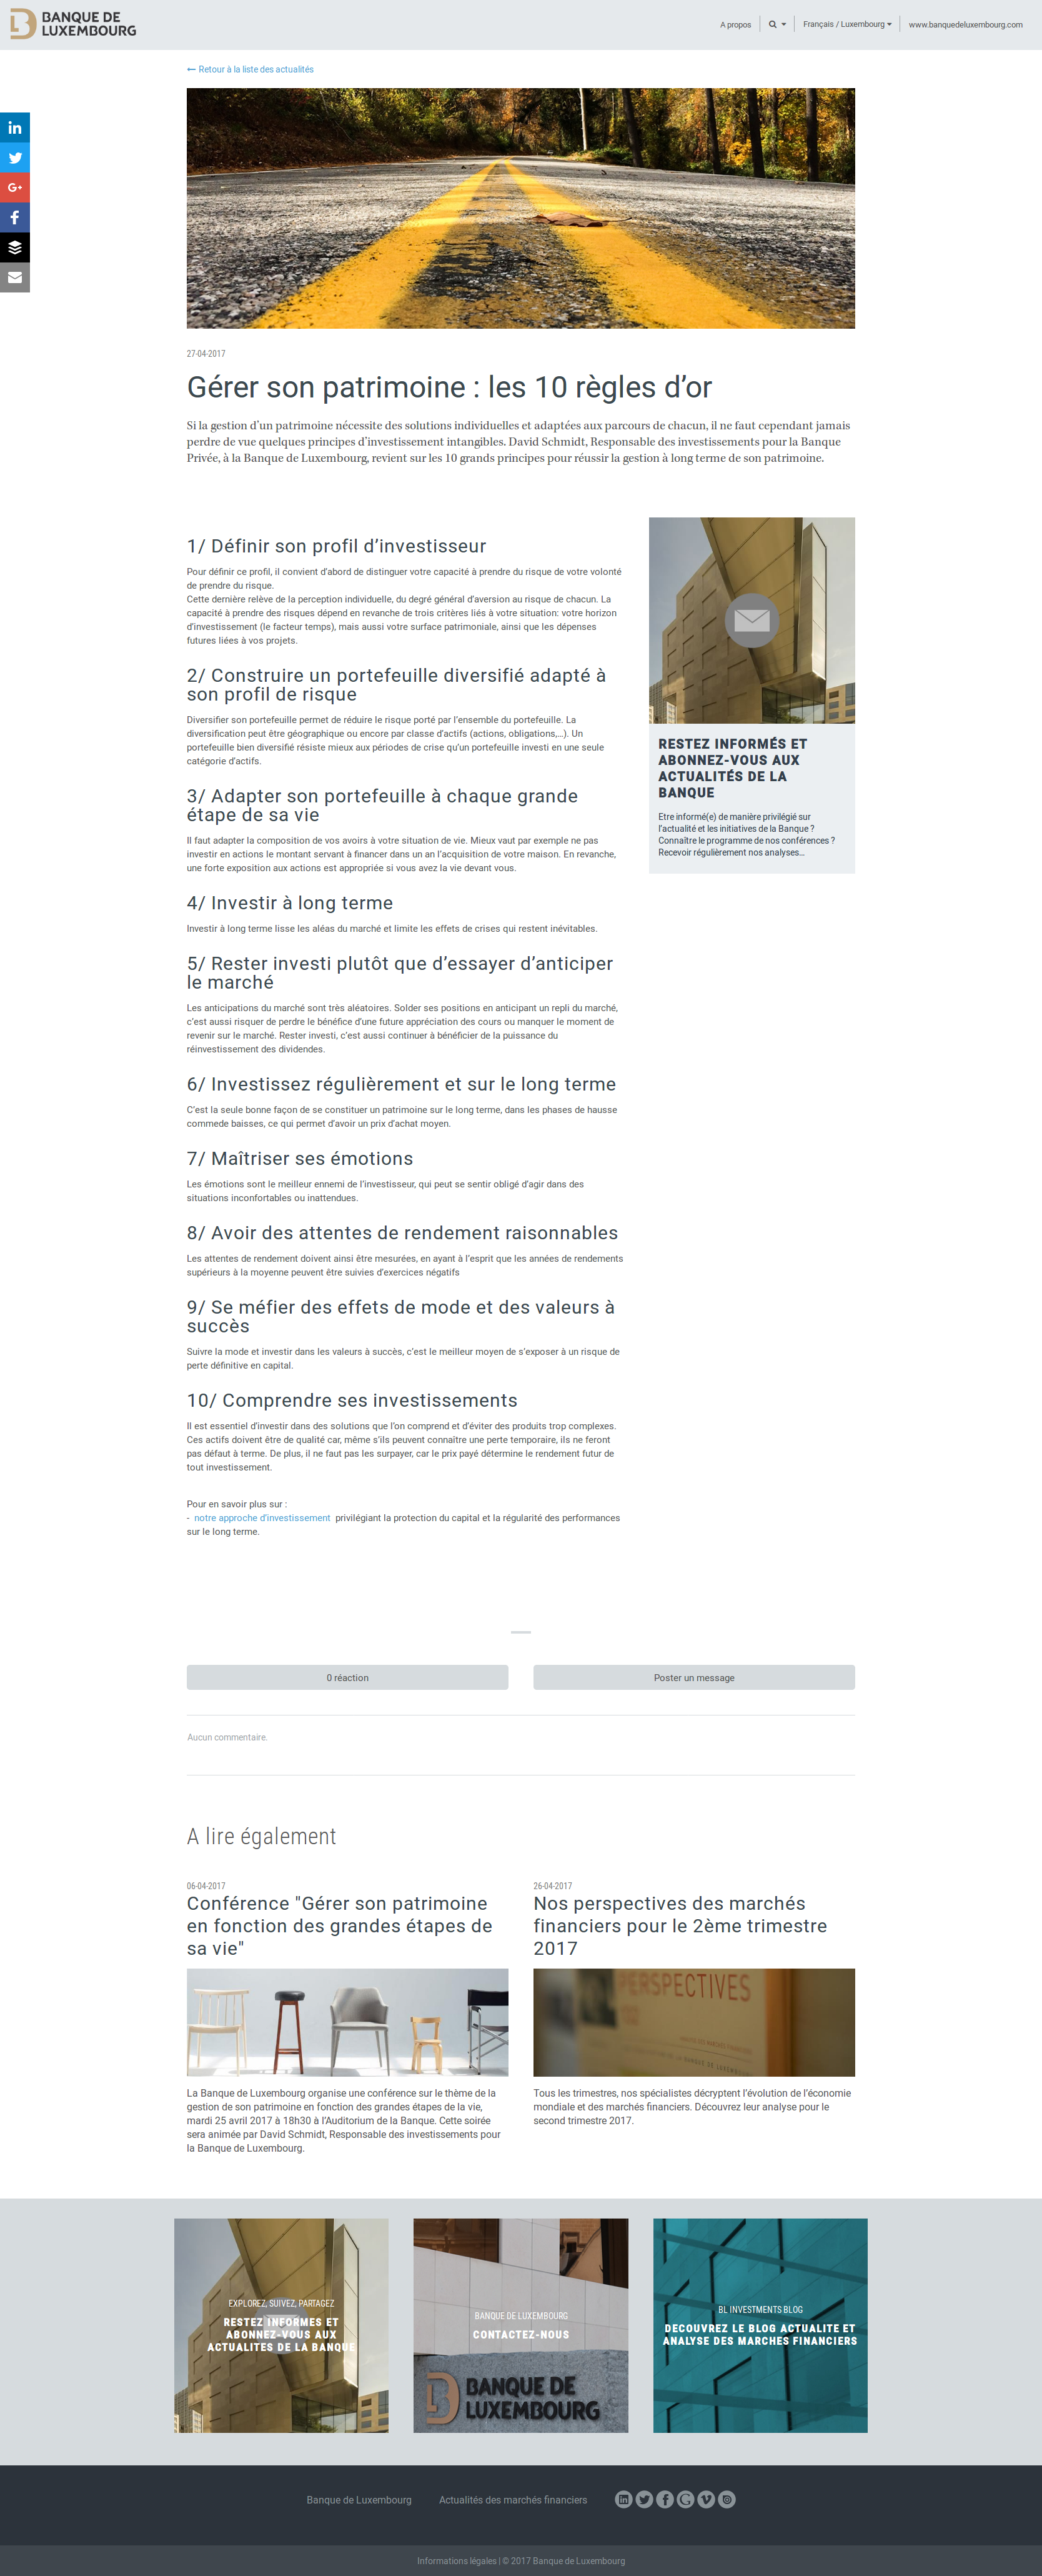 BANQUE DE
LUXEMBOURG
A propos
Français / Luxembourg
www.banquedeluxembourg.com
Retour à la liste des actualités
27-04-2017
Gérer son patrimoine : les 10 règles d’or
Si la gestion d’un patrimoine nécessite des solutions individuelles et adaptées aux parcours de chacun, il ne faut cependant jamais
perdre de vue quelques principes d’investissement intangibles. David Schmidt, Responsable des investissements pour la Banque
Privée, à la Banque de Luxembourg, revient sur les 10 grands principes pour réussir la gestion à long terme de son patrimoine.
1/ Définir son profil d’investisseur
Pour définir ce profil, il convient d’abord de distinguer votre capacité à prendre du risque de votre volonté
de prendre du risque.
Cette dernière relève de la perception individuelle, du degré général d’aversion au risque de chacun. La
capacité à prendre des risques dépend en revanche de trois critères liés à votre situation: votre horizon
d’investissement (le facteur temps), mais aussi votre surface patrimoniale, ainsi que les dépenses
futures liées à vos projets.
2/ Construire un portefeuille diversifié adapté à
son profil de risque
Diversifier son portefeuille permet de réduire le risque porté par l’ensemble du portefeuille. La
diversification peut être géographique ou encore par classe d’actifs (actions, obligations,…). Un
portefeuille bien diversifié résiste mieux aux périodes de crise qu’un portefeuille investi en une seule
catégorie d’actifs.
3/ Adapter son portefeuille à chaque grande
étape de sa vie
Il faut adapter la composition de vos avoirs à votre situation de vie. Mieux vaut par exemple ne pas
investir en actions le montant servant à financer dans un an l’acquisition de votre maison. En revanche,
une forte exposition aux actions est appropriée si vous avez la vie devant vous.
4/ Investir à long terme
Investir à long terme lisse les aléas du marché et limite les effets de crises qui restent inévitables.
5/ Rester investi plutôt que d’essayer d’anticiper
le marché
Les anticipations du marché sont très aléatoires. Solder ses positions en anticipant un repli du marché,
c’est aussi risquer de perdre le bénéfice d’une future appréciation des cours ou manquer le moment de
revenir sur le marché. Rester investi, c’est aussi continuer à bénéficier de la puissance du
réinvestissement des dividendes.
6/ Investissez régulièrement et sur le long terme
C’est la seule bonne façon de se constituer un patrimoine sur le long terme, dans les phases de hausse
commede baisses, ce qui permet d’avoir un prix d’achat moyen.
7/ Maîtriser ses émotions
Les émotions sont le meilleur ennemi de l’investisseur, qui peut se sentir obligé d’agir dans des
situations inconfortables ou inattendues.
8/ Avoir des attentes de rendement raisonnables
Les attentes de rendement doivent ainsi être mesurées, en ayant à l’esprit que les années de rendements
supérieurs à la moyenne peuvent être suivies d’exercices négatifs
9/ Se méfier des effets de mode et des valeurs à
succès
Suivre la mode et investir dans les valeurs à succès, c’est le meilleur moyen de s’exposer à un risque de
perte définitive en capital.
10/ Comprendre ses investissements
Il est essentiel d’investir dans des solutions que l’on comprend et d’éviter des produits trop complexes.
Ces actifs doivent être de qualité car, même s’ils peuvent connaître une perte temporaire, ils ne feront
pas défaut à terme. De plus, il ne faut pas les surpayer, car le prix payé détermine le rendement futur de
tout investissement.
Pour en savoir plus sur :
- notre approche d’investissement privilégiant la protection du capital et la régularité des performances
sur le long terme.
RESTEZ INFORMÉS ET
ABONNEZ-VOUS AUX
ACTUALITÉS DE LA
BANQUE
Etre informé(e) de manière privilégié sur
l’actualité et les initiatives de la Banque ?
Connaître le programme de nos conférences ?
Recevoir régulièrement nos analyses…
0 réaction
Poster un message
Aucun commentaire.
A lire également
06-04-2017
Conférence "Gérer son patrimoine
en fonction des grandes étapes de
sa vie"
La Banque de Luxembourg organise une conférence sur le thème de la
gestion de son patrimoine en fonction des grandes étapes de la vie,
mardi 25 avril 2017 à 18h30 à l’Auditorium de la Banque. Cette soirée
sera animée par David Schmidt, Responsable des investissements pour
la Banque de Luxembourg.
26-04-2017
Nos perspectives des marchés
financiers pour le 2ème trimestre
2017
PERSPECTIVES
Tous les trimestres, nos spécialistes décryptent l’évolution de l’économie
mondiale et des marchés financiers. Découvrez leur analyse pour le
second trimestre 2017.
EXPLOREZ, SUIVEZ, PARTAGEZ
RESTEZ INFORMES ET
ABONNEZ-VOUS AUX
ACTUALITES DE LA BANQUE
BANQUE DE LUXEMBOURG
CONTACTEZ-NOUS
BANQUE DE
LUXEMBOURG
BL INVESTMENTS BLOG
DECOUVREZ LE BLOG ACTUALITE ET
ANALYSE DES MARCHES FINANCIERS
Banque de Luxembourg
Actualités des marchés financiers
Informations légales | © 2017 Banque de Luxembourg